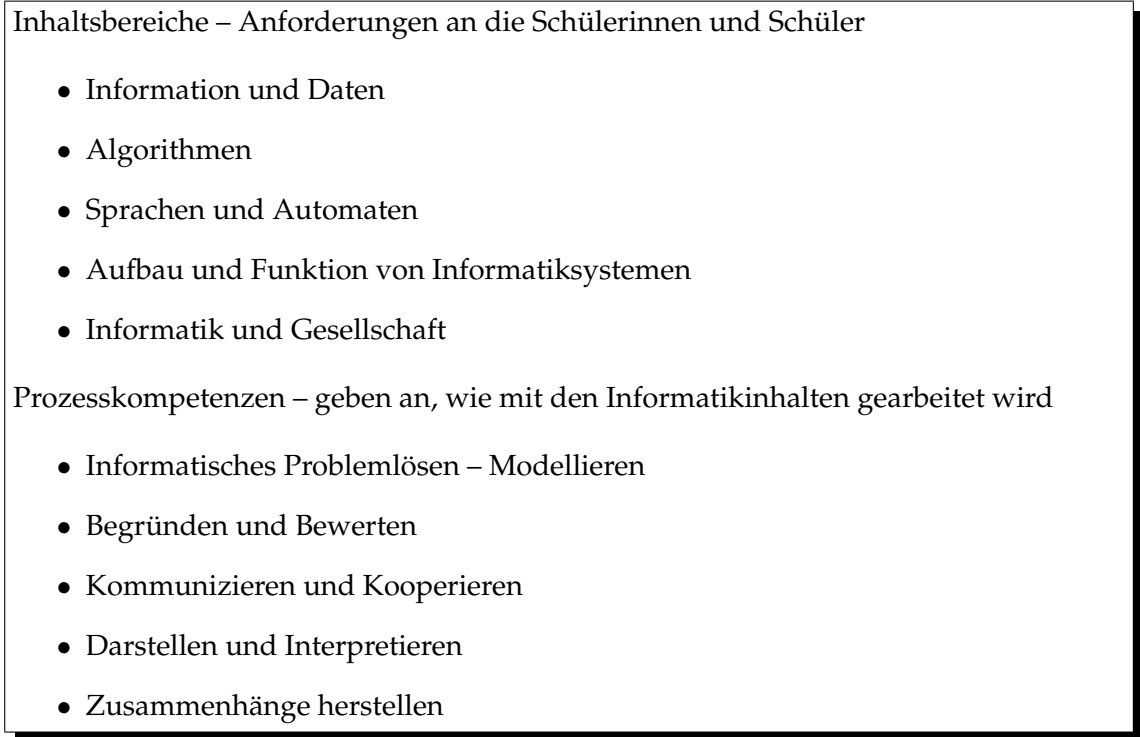 Inhaltsbereiche – Anforderungen an die Schülerinnen und Schüler
• Information und Daten
• Algorithmen
• Sprachen und Automaten
• Aufbau und Funktion von Informatiksystemen
• Informatik und Gesellschaft
Prozesskompetenzen – geben an, wie mit den Informatikinhalten gearbeitet wird
• Informatisches Problemlösen – Modellieren
• Begründen und Bewerten
• Kommunizieren und Kooperieren
• Darstellen und Interpretieren
• Zusammenhänge herstellen